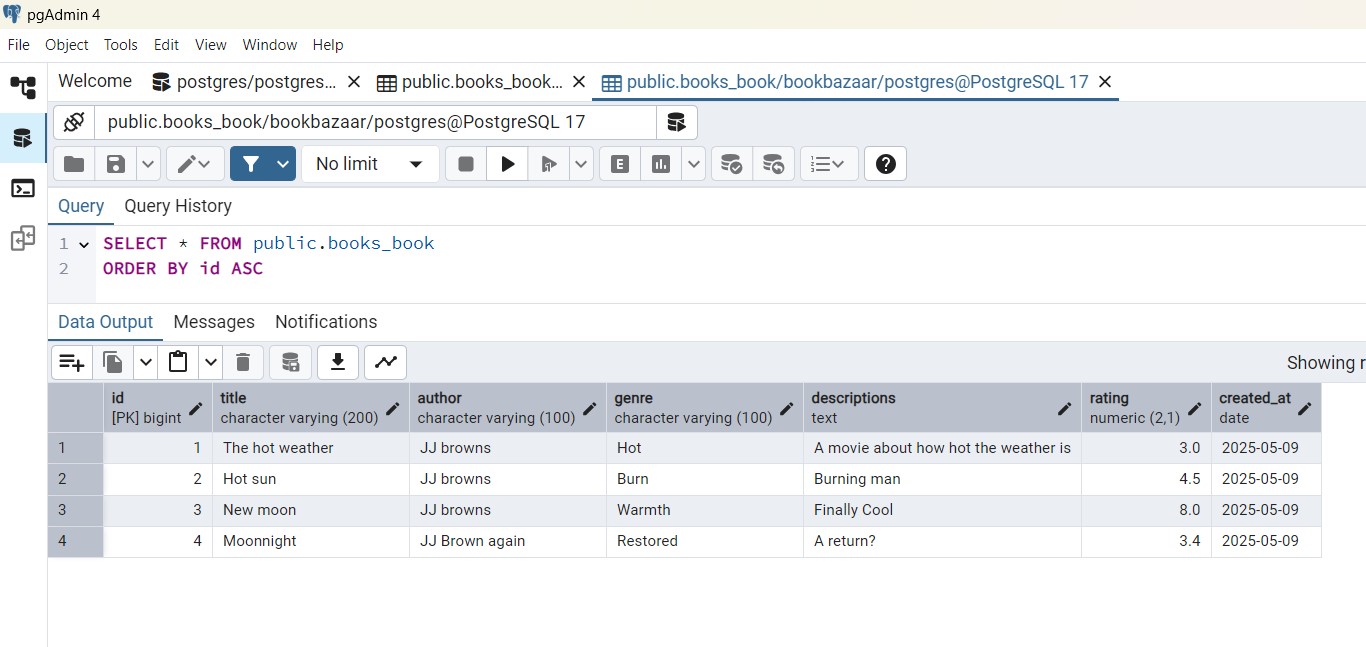 pgAdmin 4
File Object Tools Edit View Window Help
Welcome postgres/postgres... public.books_book... public.books_book/bookbazaar/postgres@PostgreSQL 17
public.books_book/bookbazaar/postgres@PostgreSQL 17
No limit E
Query Query History
1 SELECT * FROM public.books_book
2 ORDER BY id ASC
Data Output Messages Notifications
Showing r
id title author genre descriptions rating created_at
[PK] bigint character varying (200) character varying (100) character varying (100) text numeric (2,1) date
1 1 The hot weather JJ browns Hot A movie about how hot the weather is 3.0 2025-05-09
2 2 Hot sun JJ browns Burn Burning man 4.5 2025-05-09
3 3 New moon JJ browns Warmth Finally Cool 8.0 2025-05-09
4 4 Moonnight JJ Brown again Restored A return? 3.4 2025-05-09